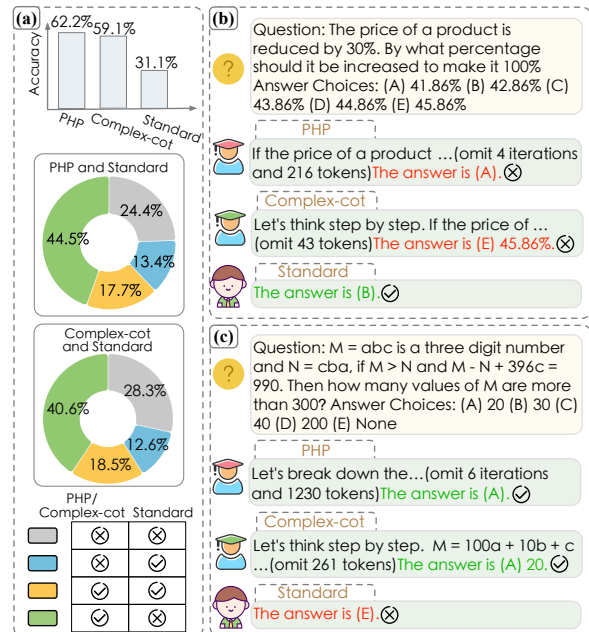 (a)
62.2%
59.1%
31.1%
Accuracy
PHP
Complex-cot
Standard
PHP and Standard
24.4%
44.5%
13.4%
17.7%
Complex-cot
and Standard
28.3%
40.6%
12.6%
18.5%
PHP/
Complex-cot Standard
(b)
Question: The price of a product is
reduced by 30%. By what percentage
should it be increased to make it 100%
Answer Choices: (A) 41.86% (B) 42.86% (C)
43.86% (D) 44.86% (E) 45.86%
?
PHP
If the price of a product ...(omit 4 iterations
and 216 tokens)The answer is (A).
Complex-cot
Let's think step by step. If the price of ...
(omit 43 tokens)The answer is (E) 45.86%.
Standard
The answer is (B).
(c)
Question: M = abc is a three digit number
and N = cba, if M > N and M - N + 396c =
990. Then how many values of M are more
than 300? Answer Choices: (A) 20 (B) 30 (C)
40 (D) 200 (E) None
?
PHP
Let's break down the...(omit 6 iterations
and 1230 tokens)The answer is (A).
Complex-cot
Let's think step by step. M = 100a + 10b + c
...(omit 261 tokens)The answer is (A) 20.
Standard
The answer is (E).